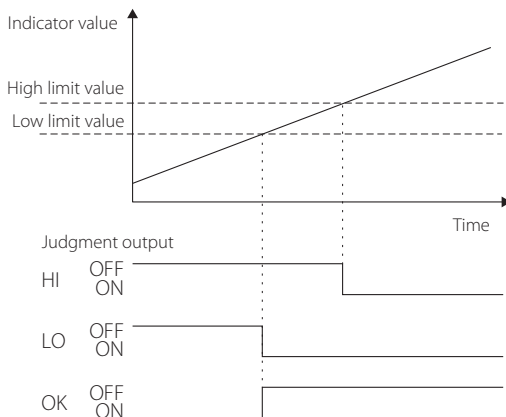 Indicator value
High limit value
Low limit value
Time
Judgment output
HI OFF
ON
LO OFF
ON
OK OFF
ON